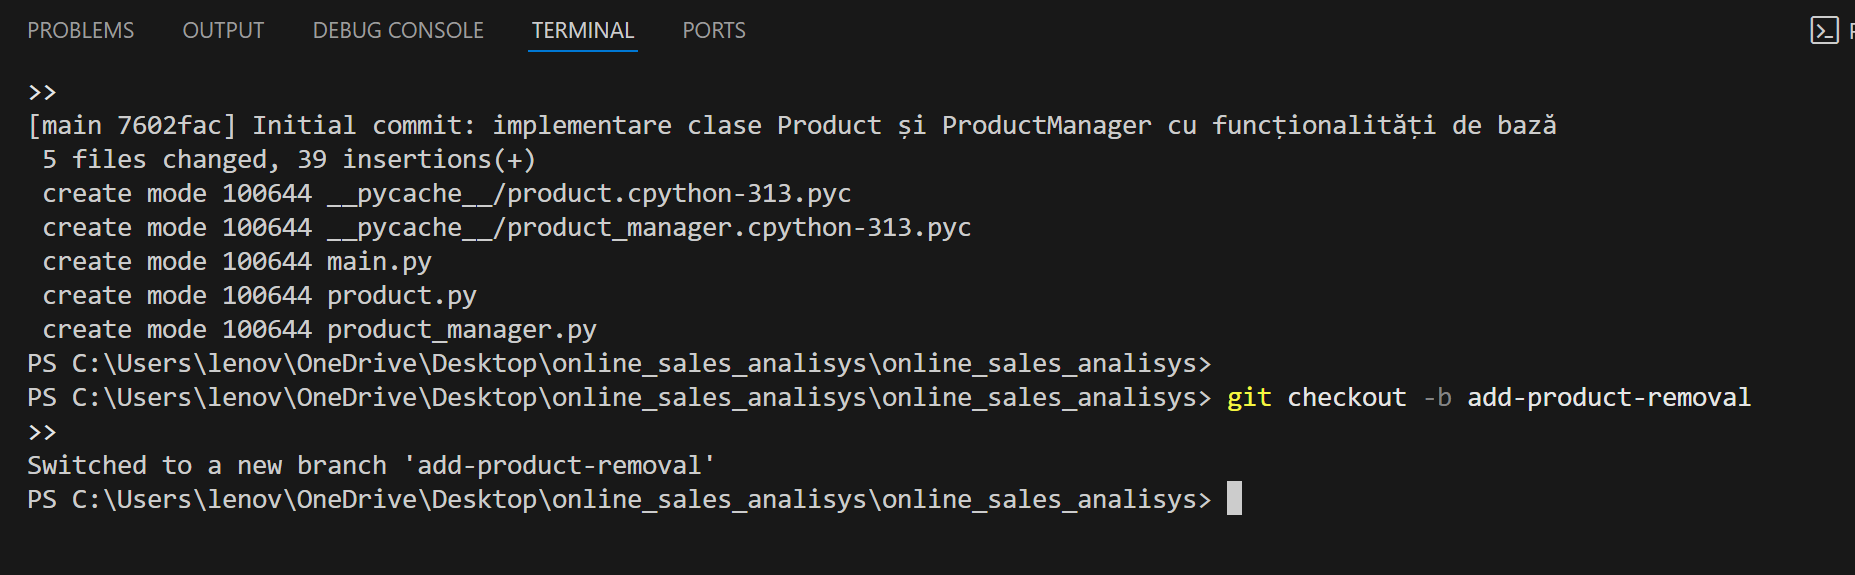 PROBLEMS OUTPUT DEBUG CONSOLE TERMINAL PORTS
>>
[main 7602fac] Initial commit: implementare clase Product și ProductManager cu funcționalități de bază
 5 files changed, 39 insertions(+)
 create mode 100644 __pycache__/product.cpython-313.pyc
 create mode 100644 __pycache__/product_manager.cpython-313.pyc
 create mode 100644 main.py
 create mode 100644 product.py
 create mode 100644 product_manager.py
PS C:\Users\lenov\OneDrive\Desktop\online_sales_analisys\online_sales_analisys>
PS C:\Users\lenov\OneDrive\Desktop\online_sales_analisys\online_sales_analisys> git checkout -b add-product-removal
>>
Switched to a new branch 'add-product-removal'
PS C:\Users\lenov\OneDrive\Desktop\online_sales_analisys\online_sales_analisys>